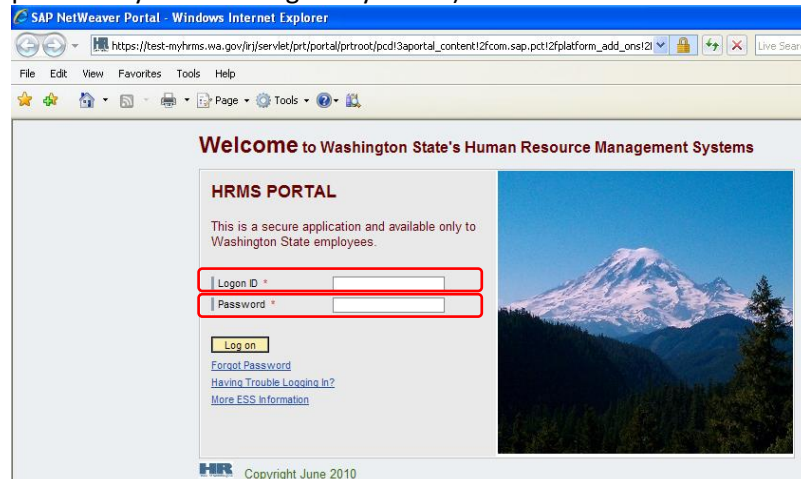 SAP NetWeaver Portal - Windows Internet Explorer
https://test-myhrms.wa.gov/irj/servlet/prt/portal/prtroot/pcd!3aportal_content!2fcom.sap.pct!2fplatform_add_ons!2
Live Sear
File Edit View Favorites Tools Help
Page Tools
Welcome to Washington State's Human Resource Management Systems
HRMS PORTAL
This is a secure application and available only to
Washington State employees.
Logon ID *
Password *
Log on
Forgot Password
Having Trouble Logging In?
More ESS Information
HR Copyright June 2010